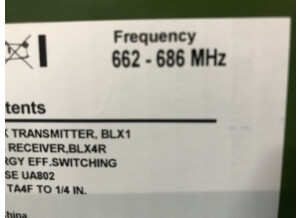 Frequency
662 - 686 MHz
tents
K TRANSMITTER, BLX1
RECEIVER,BLX4R
RGY EFF.SWITCHING
SE UA802
TA4F TO 1/4 IN.
China